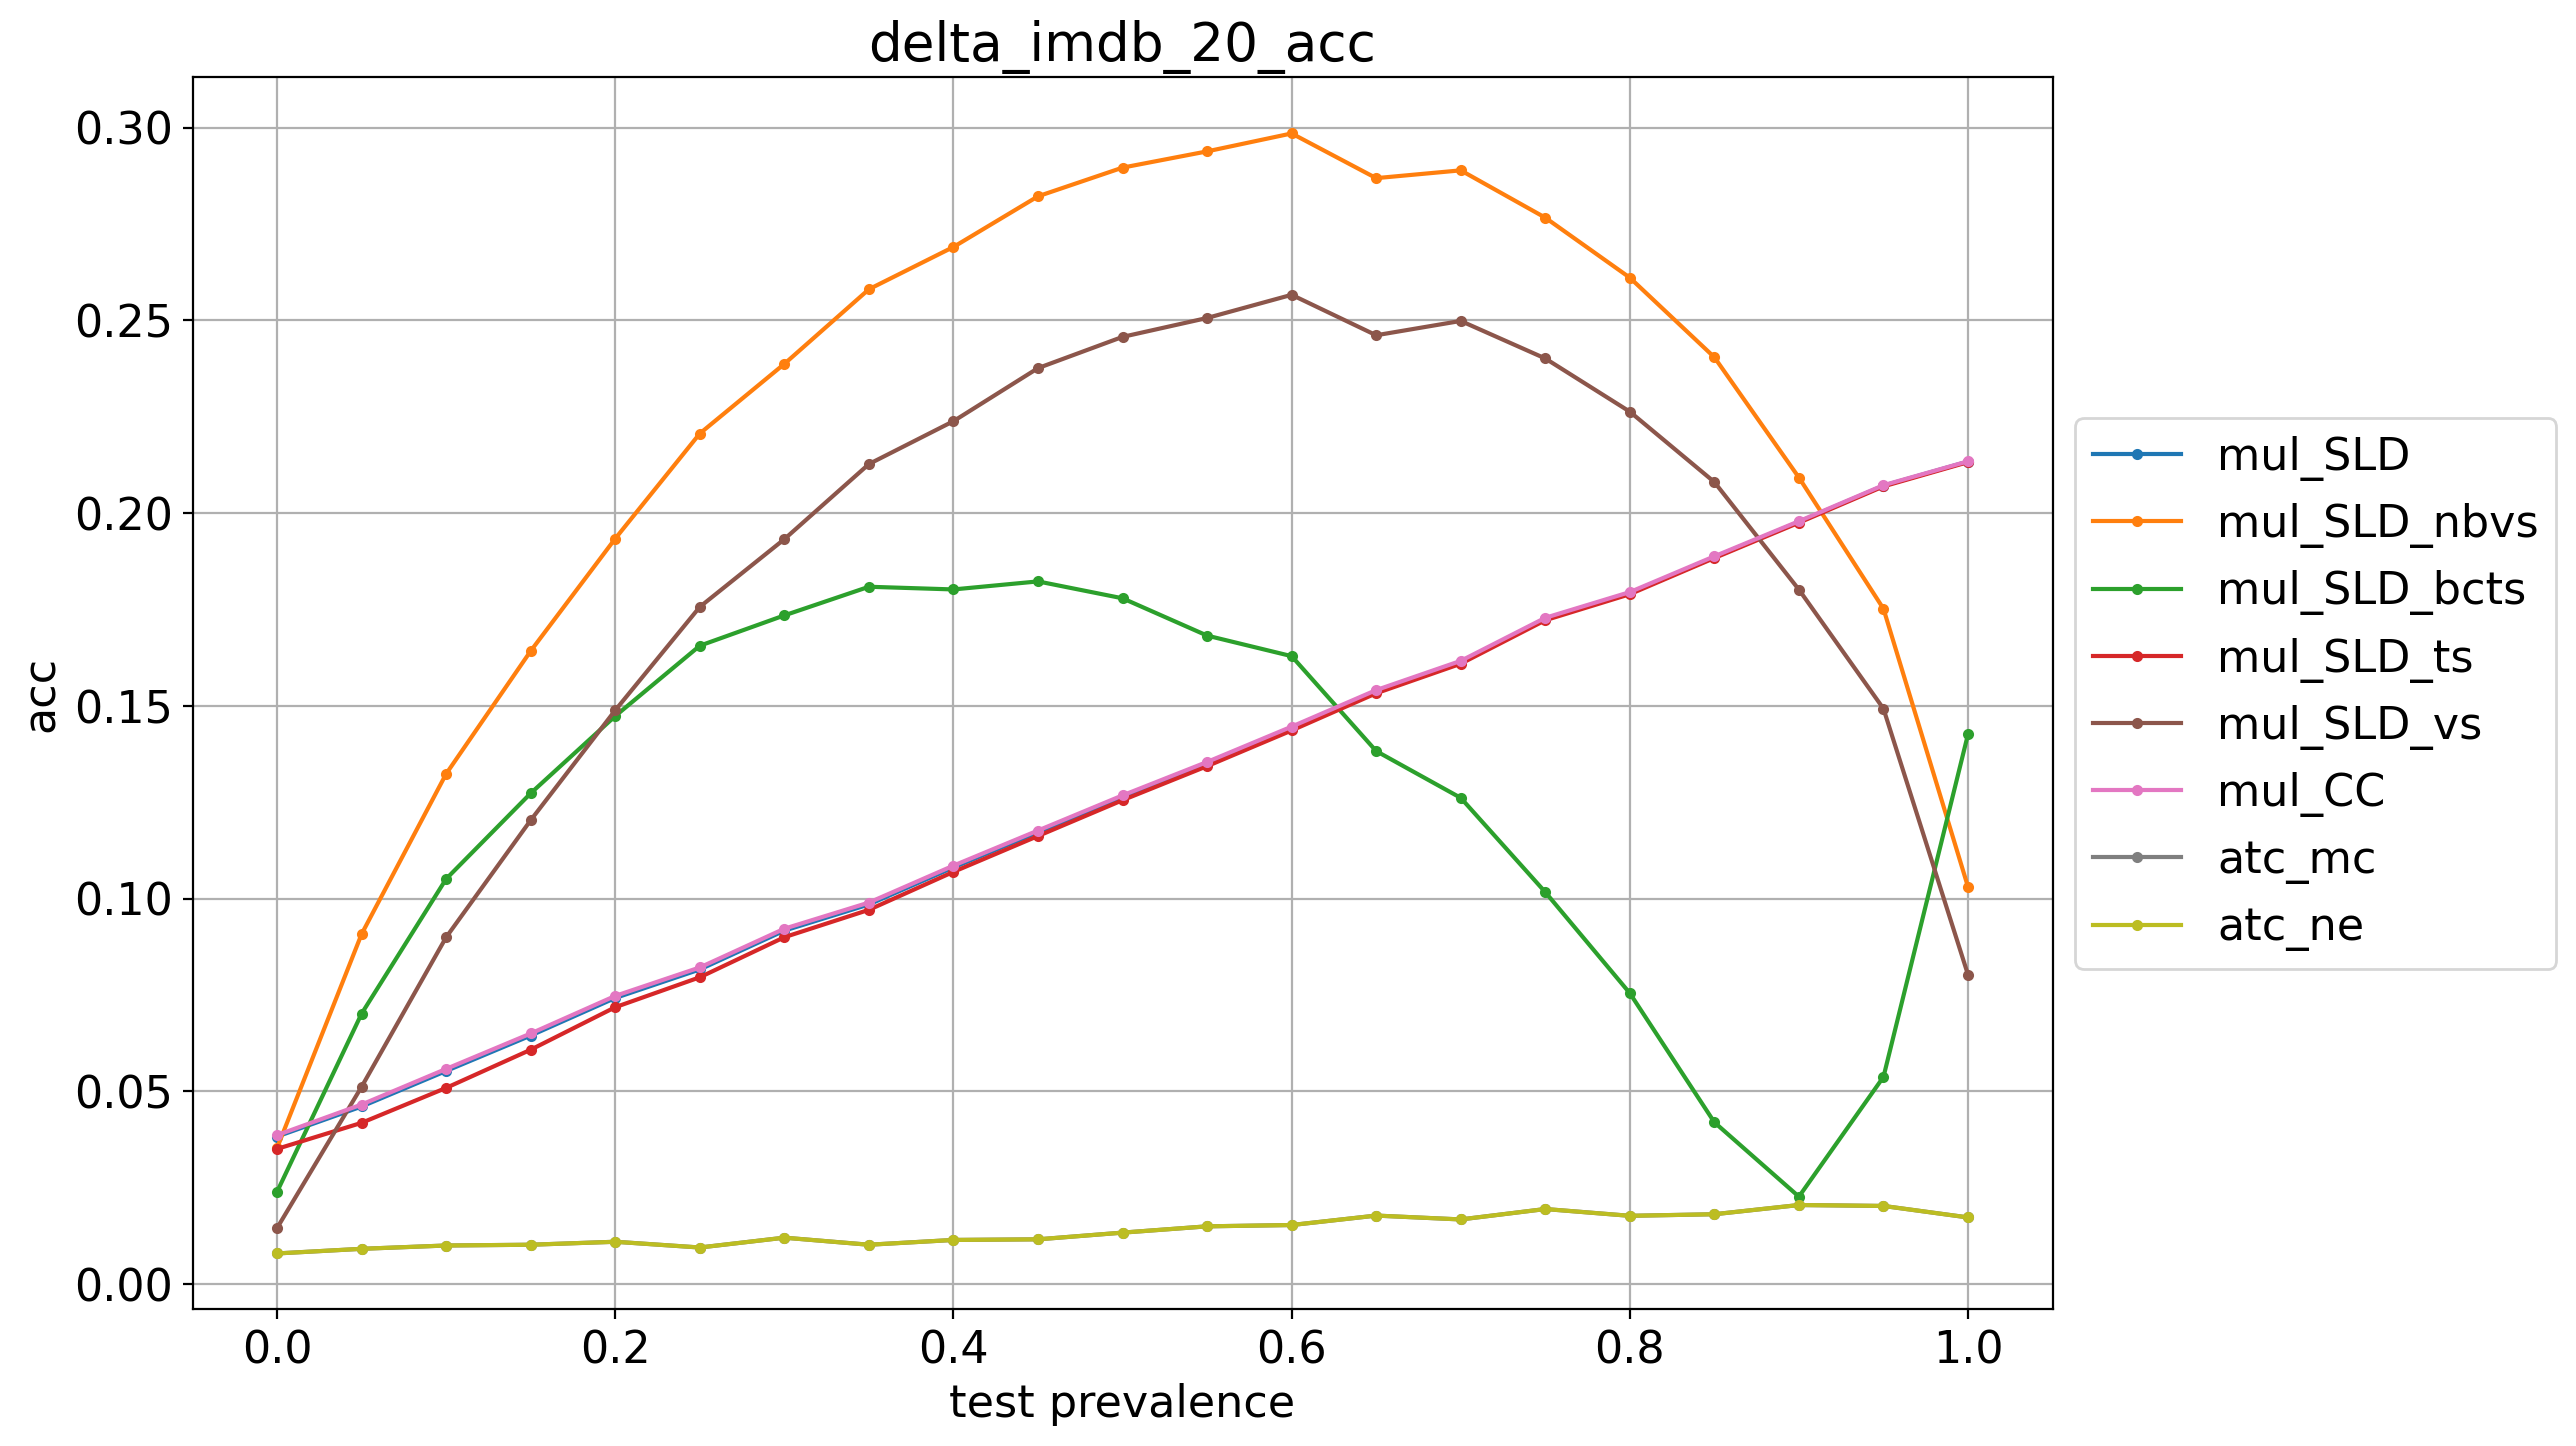 delta_imdb_20_acc
0.30
0.25
0.20
0.15
0.10
0.05
0.00
acc
0.0 0.2 0.4 0.6 0.8 1.0
test prevalence
mul_SLD
mul_SLD_nbvs
mul_SLD_bcts
mul_SLD_ts
mul_SLD_vs
mul_CC
atc_mc
atc_ne